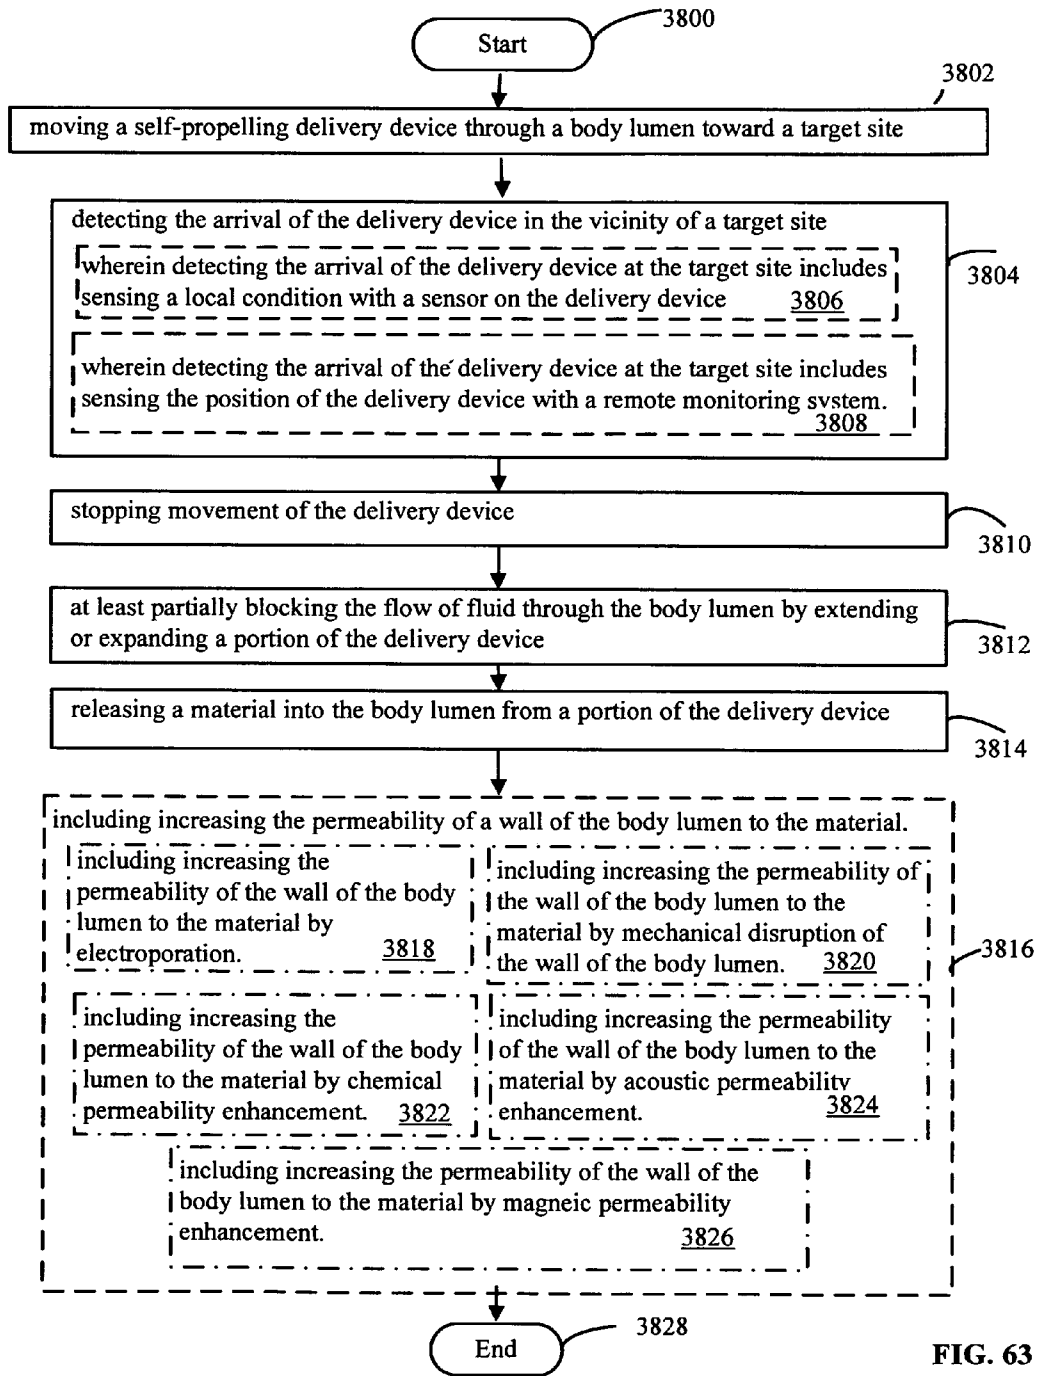 3800
Start
3802
moving a self-propelling delivery device through a body lumen toward a target site
detecting the arrival of the delivery device in the vicinity of a target site
wherein detecting the arrival of the delivery device at the target site includes
sensing a local condition with a sensor on the delivery device 3806
3804
wherein detecting the arrival of the delivery device at the target site includes
sensing the position of the delivery device with a remote monitoring system.
3808
stopping movement of the delivery device
3810
at least partially blocking the flow of fluid through the body lumen by extending
or expanding a portion of the delivery device
3812
releasing a material into the body lumen from a portion of the delivery device
3814
including increasing the permeability of a wall of the body lumen to the material.
including increasing the
permeability of the wall of the body
lumen to the material by
electroporation. 3818
including increasing the permeability of
the wall of the body lumen to the
material by mechanical disruption of
the wall of the body lumen. 3820
3816
including increasing the
permeability of the wall of the body
lumen to the material by chemical
permeability enhancement. 3822
including increasing the permeability
of the wall of the body lumen to the
material by acoustic permeability
enhancement. 3824
including increasing the permeability of the wall of the
body lumen to the material by magneic permeability
enhancement. 3826
End
3828
FIG. 63